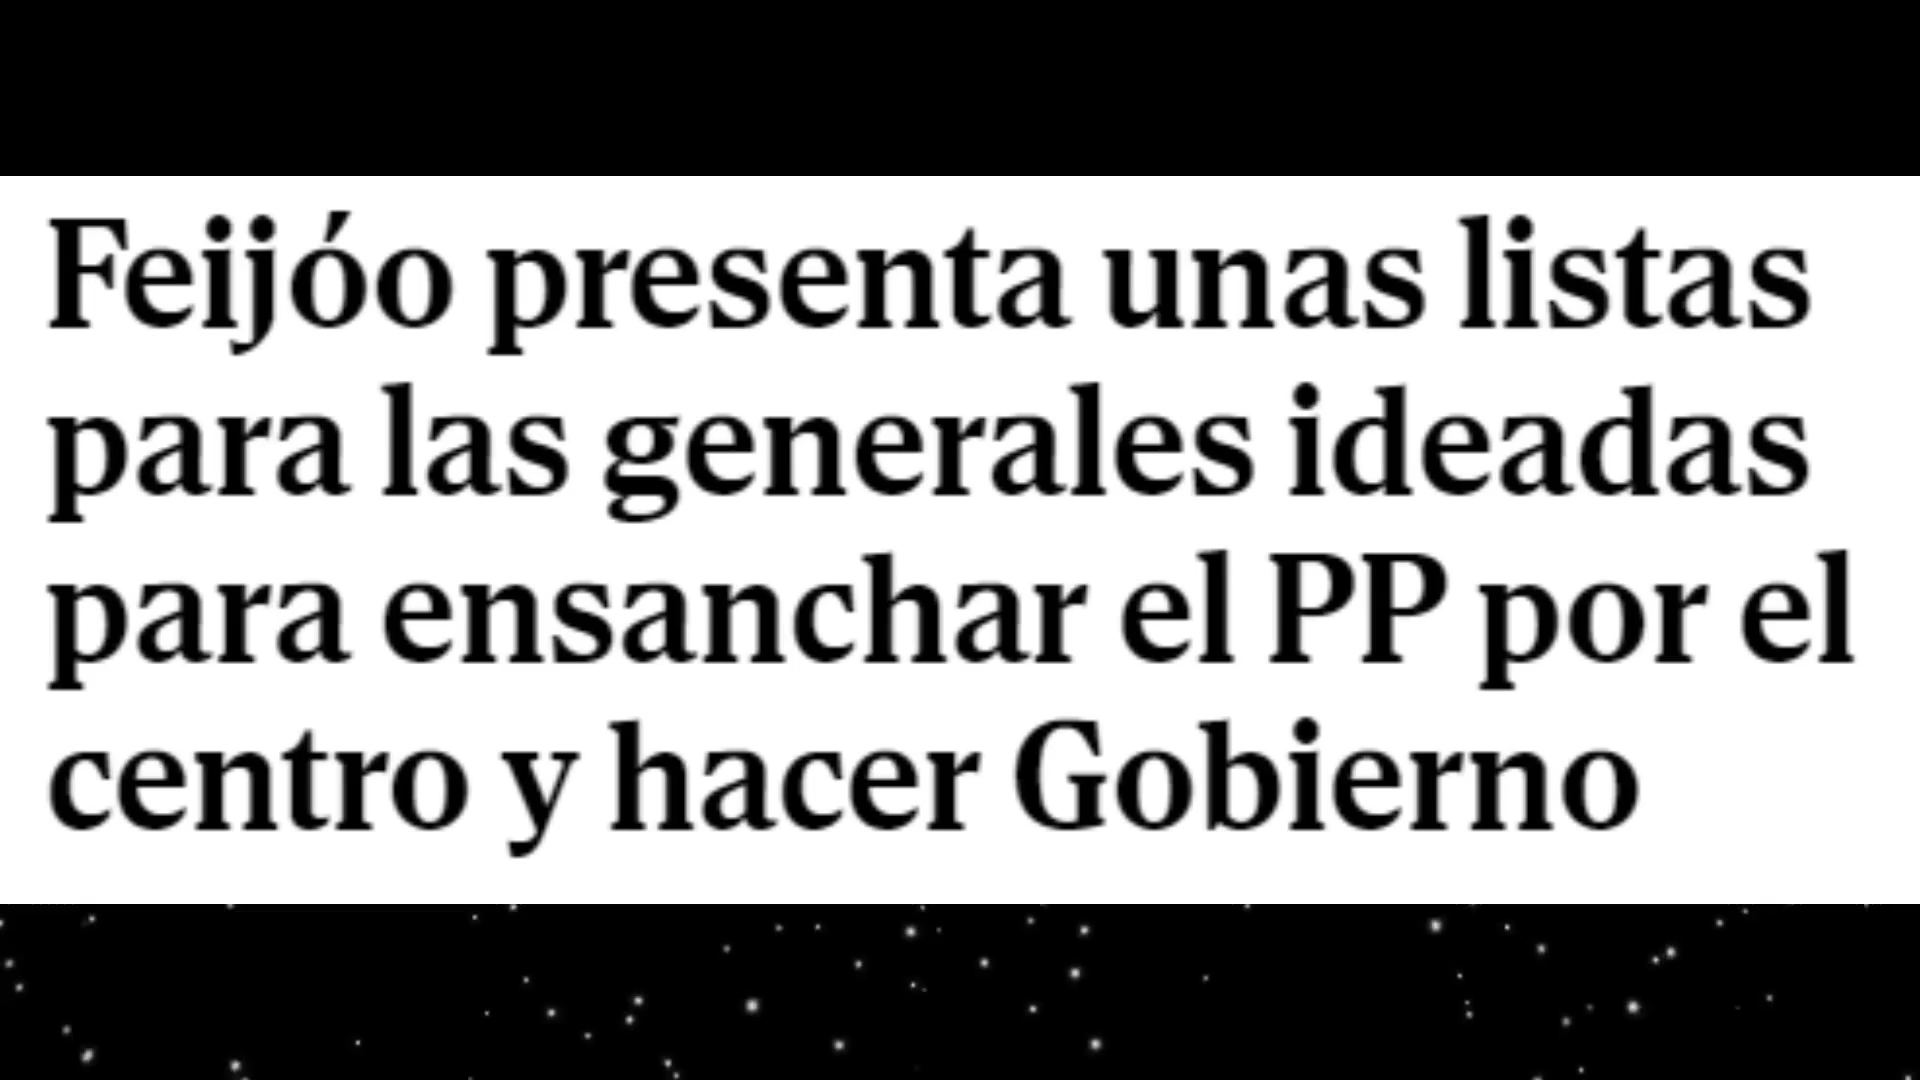 Feijóo presenta unas listas
para las generales ideadas
para ensanchar el PP por el
centro y hacer Gobierno